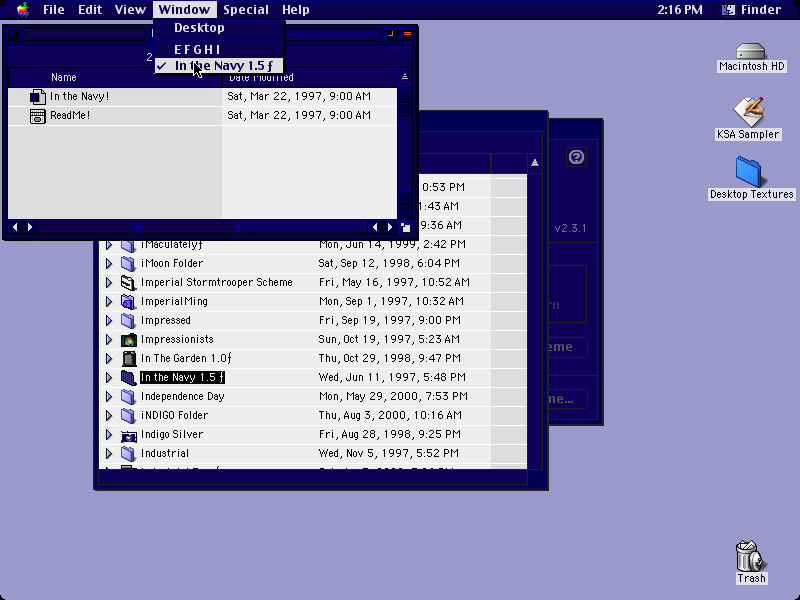 File Edit View Window Special Help 2:16 PM Finder
Desktop
E F G H I
✓ In the Navy 1.5 ƒ
2
Name Date Modified
In the Navy! Sat, Mar 22, 1997, 9:00 AM
ReadMe! Sat, Mar 22, 1997, 9:00 AM
0:53 PM
1:43 AM
9:36 AM
iMaculatelyƒ Mon, Jun 14, 1999, 2:42 PM
iMoon Folder Sat, Sep 12, 1998, 6:04 PM
Imperial Stormtrooper Scheme Fri, May 16, 1997, 10:52 AM
ImperialMing Mon, Sep 1, 1997, 10:32 AM
Impressed Fri, Sep 19, 1997, 9:00 PM
Impressionists Sun, Oct 19, 1997, 5:23 AM
In The Garden 1.0ƒ Thu, Oct 29, 1998, 9:47 PM
In the Navy 1.5 ƒ Wed, Jun 11, 1997, 5:48 PM
Independence Day Mon, May 29, 2000, 7:53 PM
iNDIGO Folder Thu, Aug 3, 2000, 10:16 AM
Indigo Silver Fri, Aug 28, 1998, 9:25 PM
Industrial Wed, Nov 5, 1997, 5:52 PM
v2.3.1
rn
eme
me...
Macintosh HD
KSA Sampler
Desktop Textures
Trash